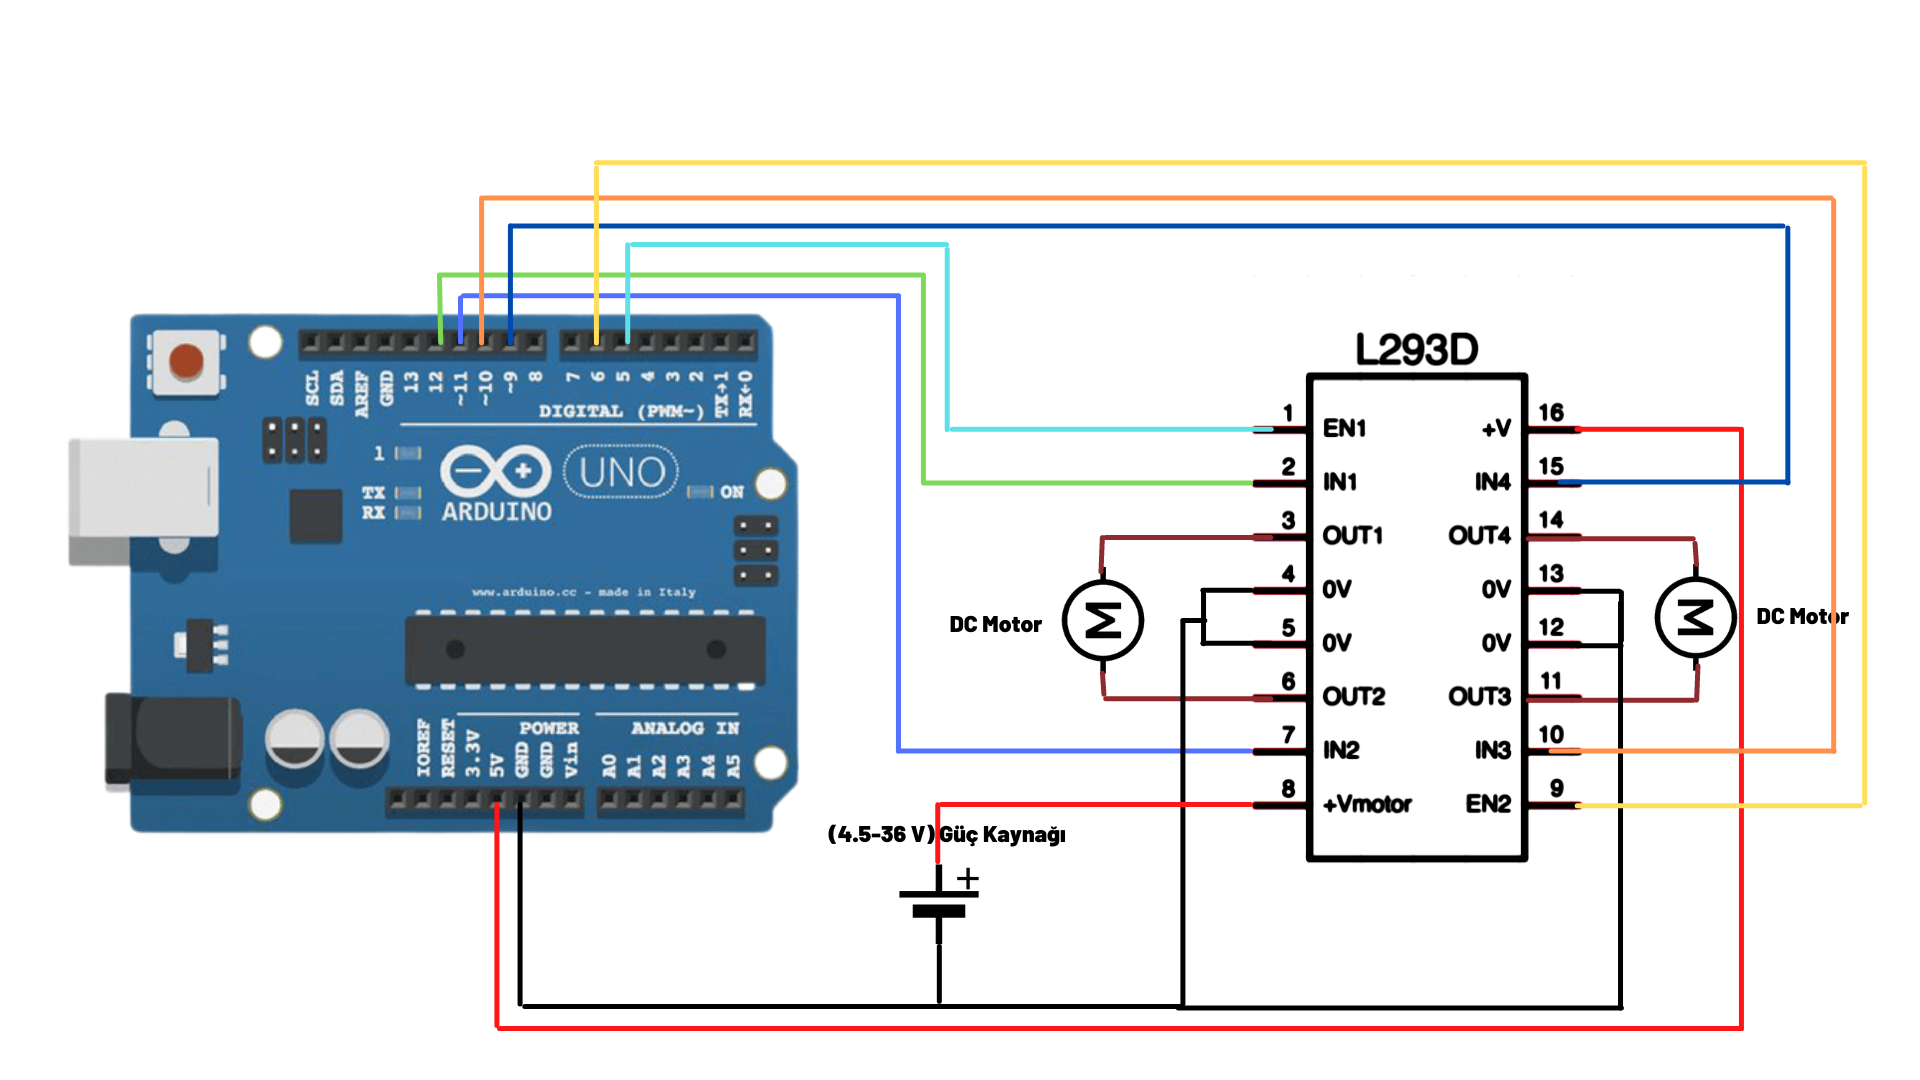 SCL
SDA
AREF
GND
13
12
~11
~10
~9
8
7
6
5
4
3
2
TX→1
RX←0
DIGITAL (PWM~)
1
TX
RX
UNO
ARDUINO
ON
www.arduino.cc - made in Italy
POWER
ANALOG IN
IOREF
RESET
3.3V
5V
GND
GND
Vin
A0
A1
A2
A3
A4
A5
L293D
1 EN1
+V 16
2 IN1
IN4 15
3 OUT1
OUT4 14
4 0V
0V 13
5 0V
0V 12
6 OUT2
OUT3 11
7 IN2
IN3 10
8 +Vmotor
EN2 9
DC Motor
M
M
DC Motor
(4.5-36 V) Güç Kaynağı
+